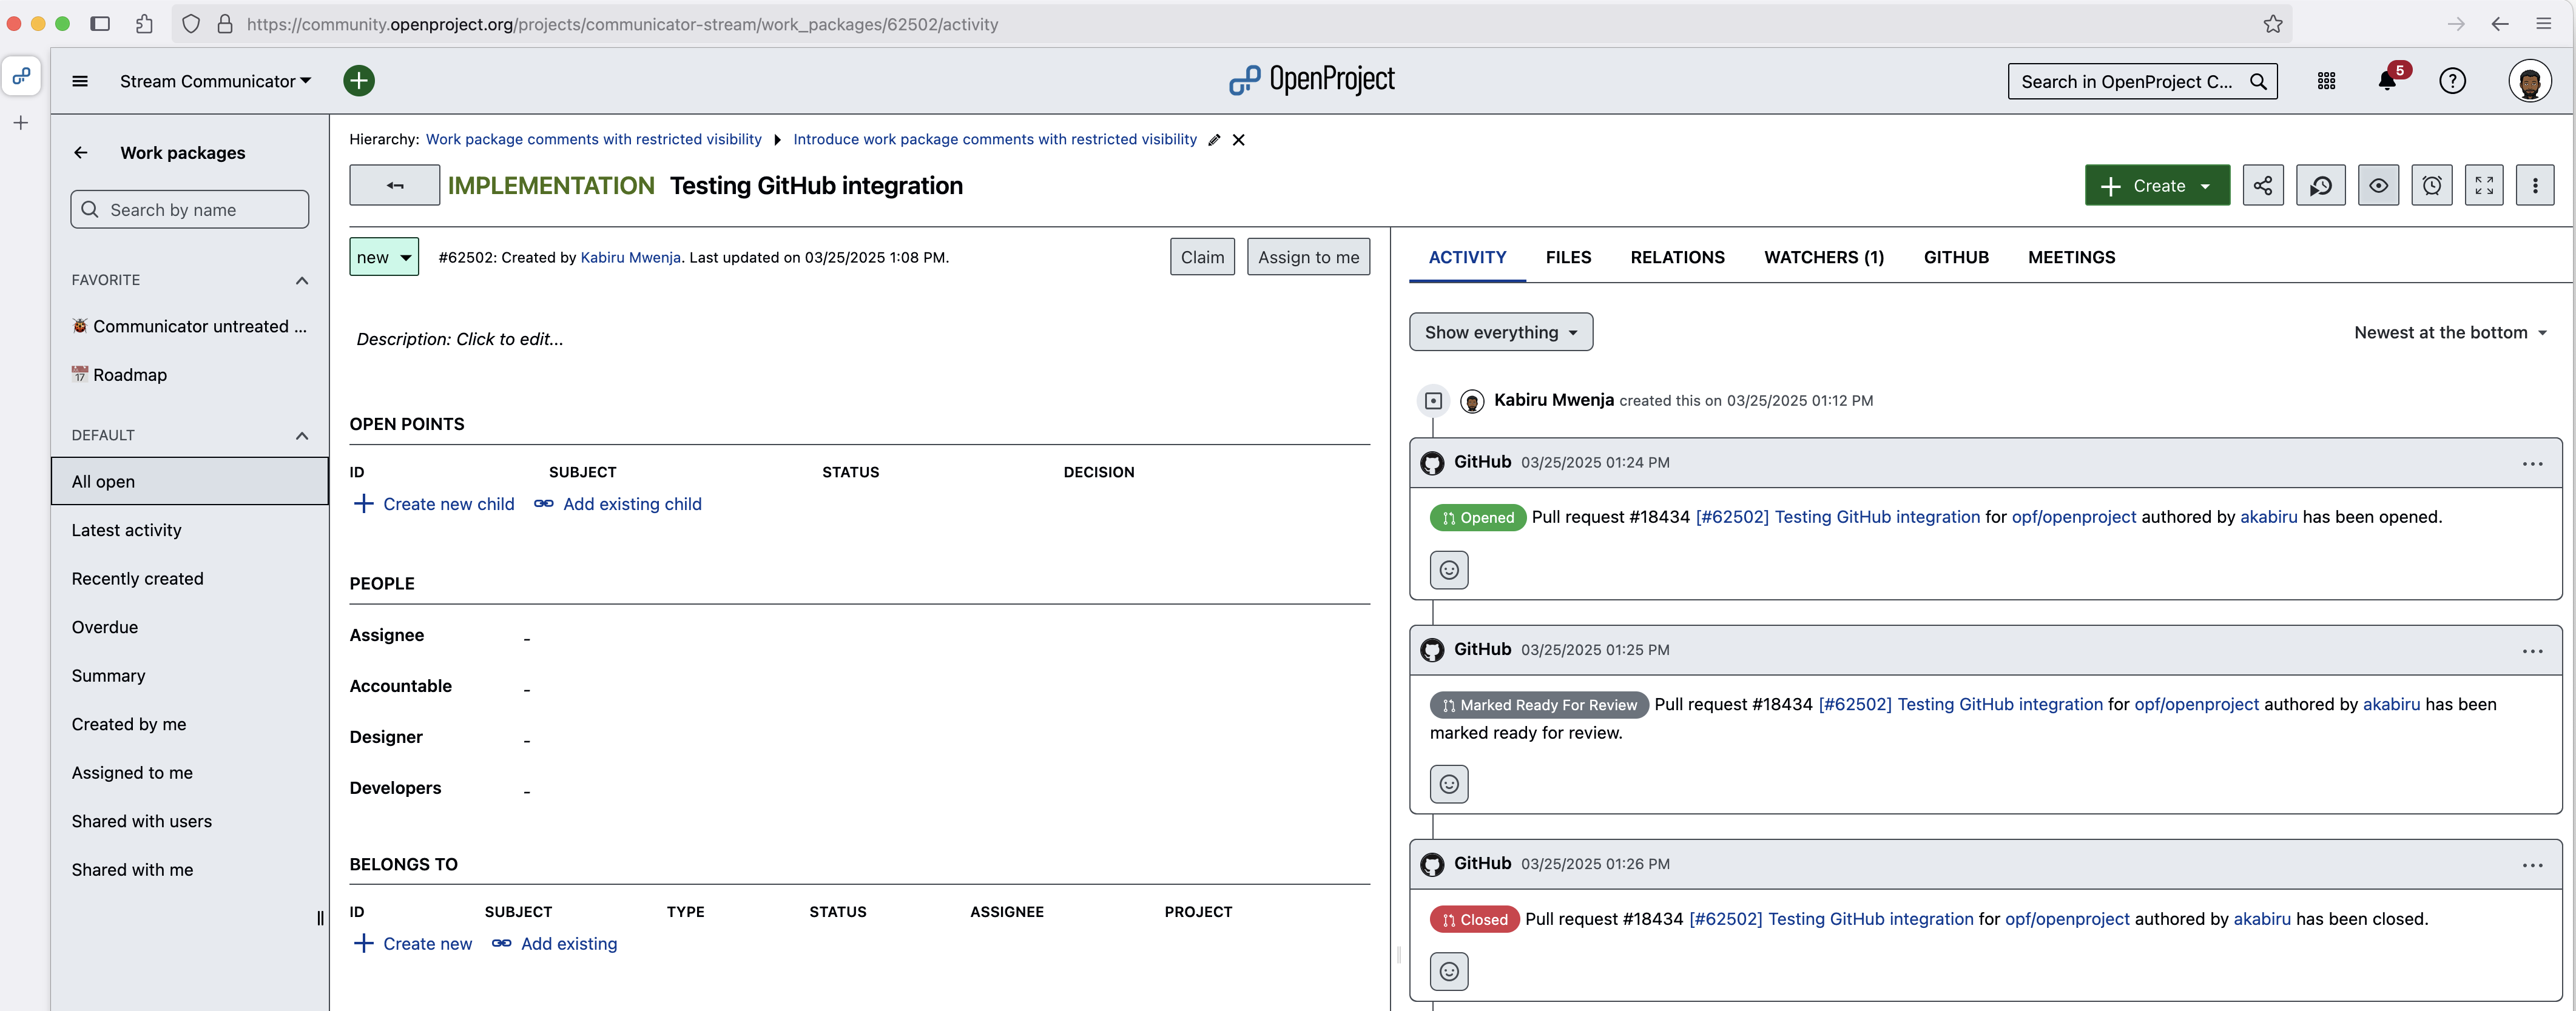 https://community.openproject.org/projects/communicator-stream/work_packages/62502/activity
Stream Communicator
OpenProject
Search in OpenProject C...
5
Work packages
Search by name
FAVORITE
Communicator untreated ...
Roadmap
DEFAULT
All open
Latest activity
Recently created
Overdue
Summary
Created by me
Assigned to me
Shared with users
Shared with me
Hierarchy: Work package comments with restricted visibility Introduce work package comments with restricted visibility
IMPLEMENTATION Testing GitHub integration
Create
new #62502: Created by Kabiru Mwenja. Last updated on 03/25/2025 1:08 PM.
Claim Assign to me
Description: Click to edit...
OPEN POINTS
ID SUBJECT STATUS DECISION
Create new child Add existing child
PEOPLE
Assignee -
Accountable -
Designer -
Developers -
BELONGS TO
ID SUBJECT TYPE STATUS ASSIGNEE PROJECT
Create new Add existing
ACTIVITY FILES RELATIONS WATCHERS (1) GITHUB MEETINGS
Show everything Newest at the bottom
Kabiru Mwenja created this on 03/25/2025 01:12 PM
GitHub 03/25/2025 01:24 PM
Opened Pull request #18434 [#62502] Testing GitHub integration for opf/openproject authored by akabiru has been opened.
GitHub 03/25/2025 01:25 PM
Marked Ready For Review Pull request #18434 [#62502] Testing GitHub integration for opf/openproject authored by akabiru has been
marked ready for review.
GitHub 03/25/2025 01:26 PM
Closed Pull request #18434 [#62502] Testing GitHub integration for opf/openproject authored by akabiru has been closed.